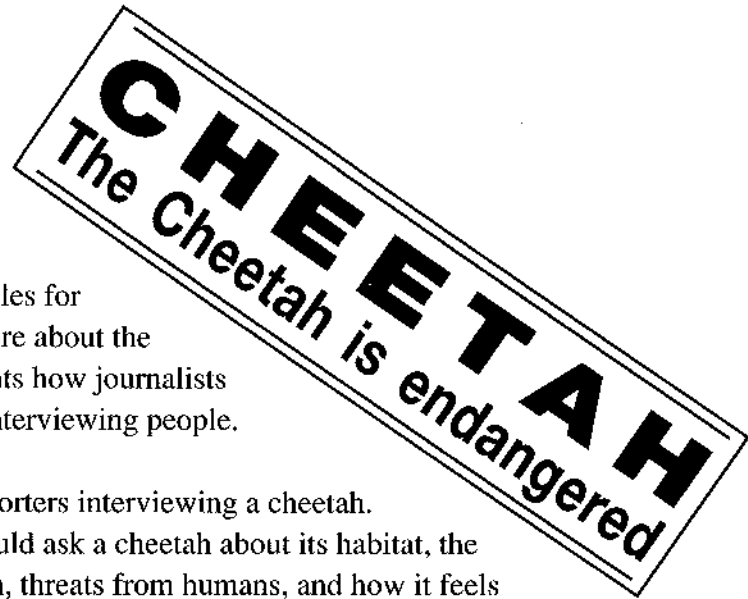 CHEETAH
The Cheetah is endangered
les for
re about the
ts how journalists
terviewing people.
orters interviewing a cheetah.
uld ask a cheetah about its habitat, the
, threats from humans, and how it feels